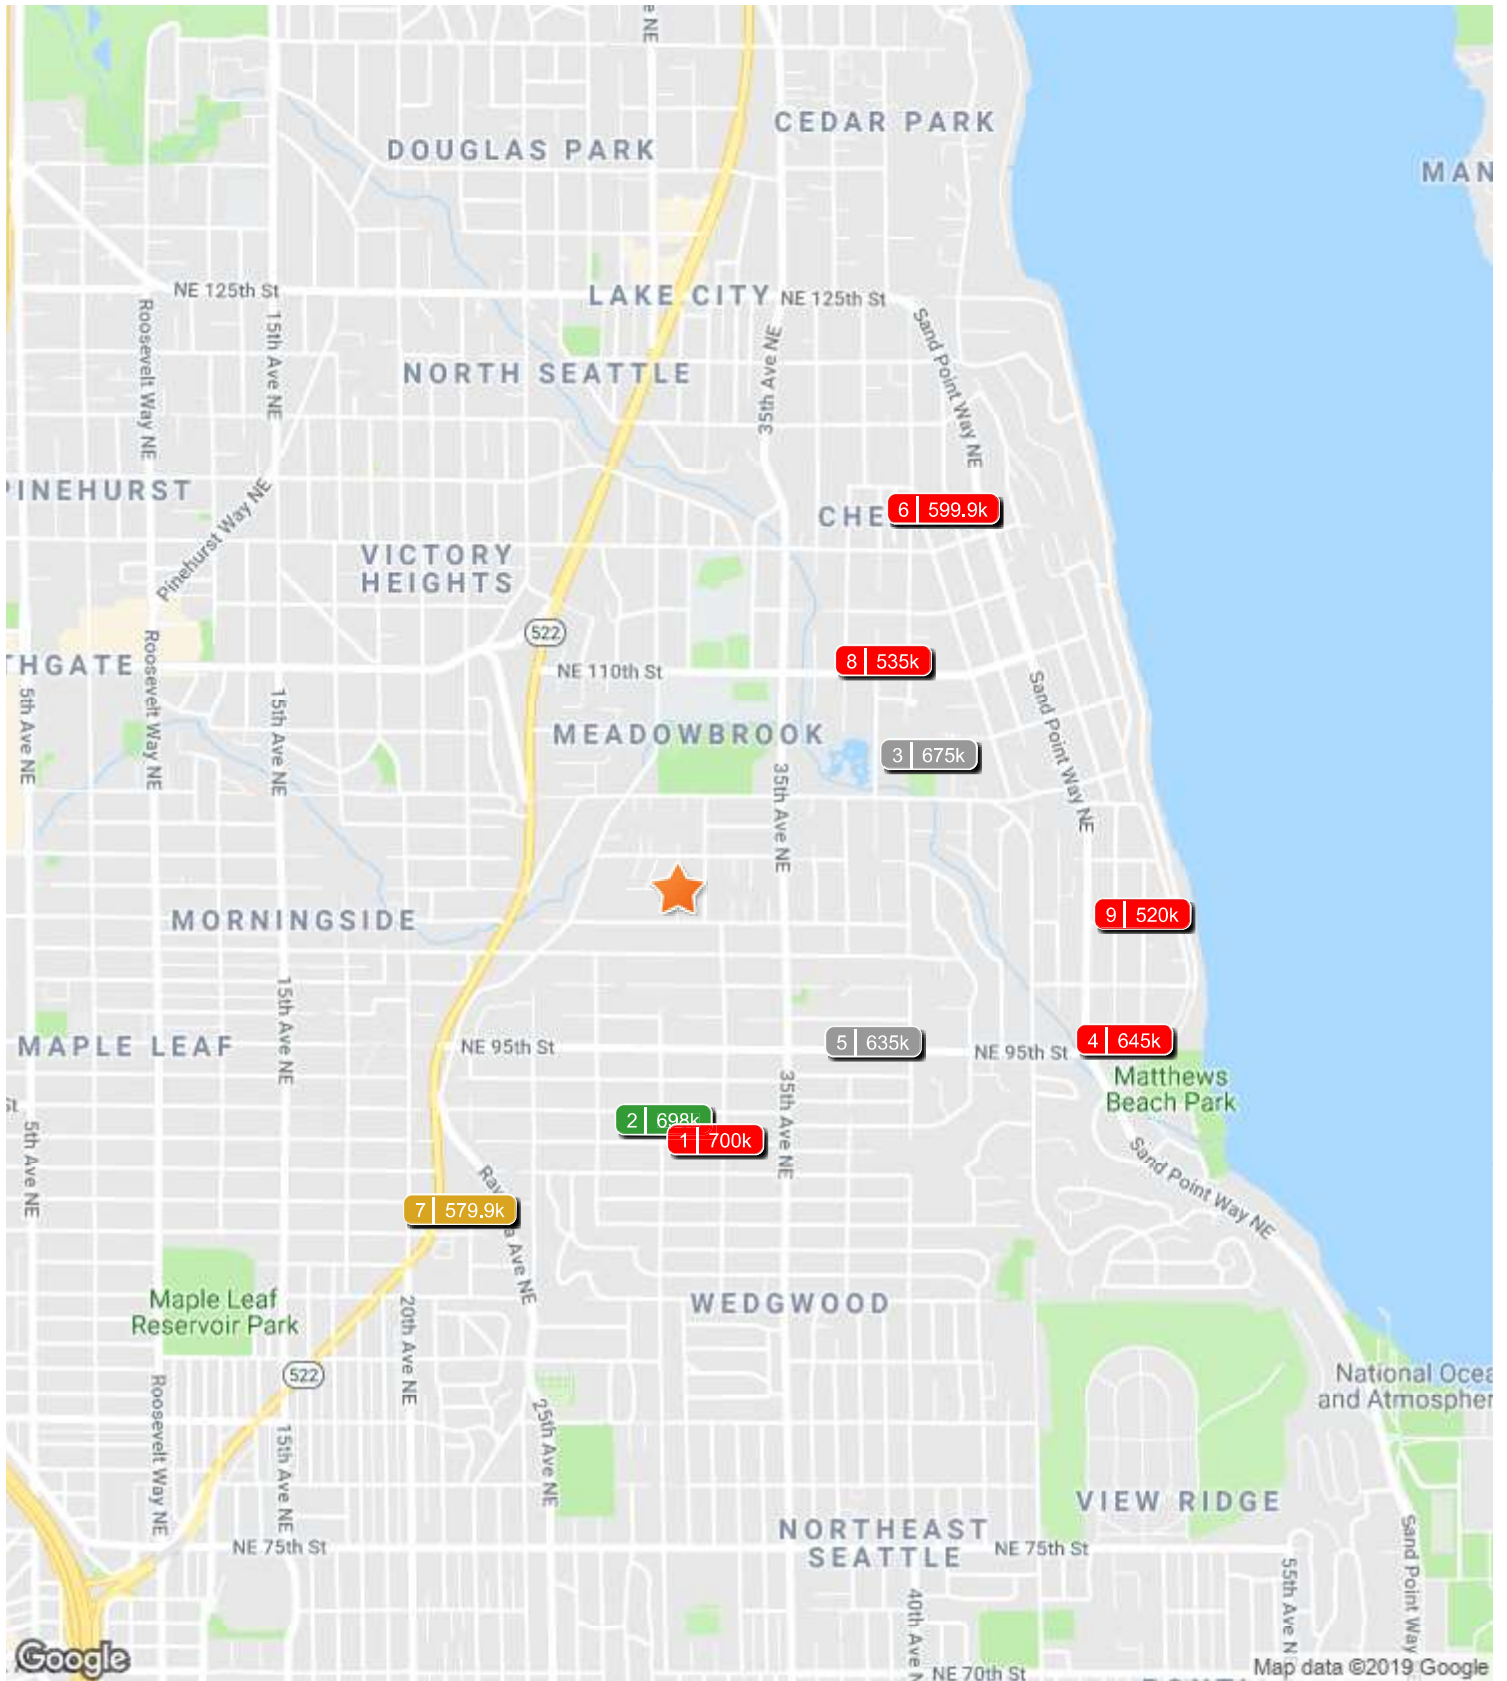 e NE
CEDAR PARK
DOUGLAS PARK
MAN
NE 125th St
LAKE CITY
NE 125th St
Roosevelt Way NE
15th Ave NE
35th Ave NE
Sand Point Way NE
NORTH SEATTLE
PINEHURST
Pinehurst Way NE
CHE
6 599.9k
VICTORY
HEIGHTS
522
8 535k
THGATE
NE 110th St
5th Ave NE
Roosevelt Way NE
15th Ave NE
Sand Point Way NE
MEADOWBROOK
3 675k
35th Ave NE
MORNINGSIDE
9 520k
15th Ave NE
MAPLE LEAF
NE 95th St
5 635k
NE 95th St
4 645k
Matthews
Beach Park
St
5th Ave NE
35th Ave NE
2 698k
1 700k
Sand Point Way NE
7 579.9k
Rav
a Ave NE
Maple Leaf
Reservoir Park
WEDGWOOD
20th Ave NE
522
National Ocea
and Atmospher
Roosevelt Way NE
15th Ave NE
25th Ave NE
VIEW RIDGE
NORTHEAST
SEATTLE
NE 75th St
NE 75th St
Sand Point Way
55th Ave N
40th Ave N
Google
NE 70th St
Map data ©2019 Google